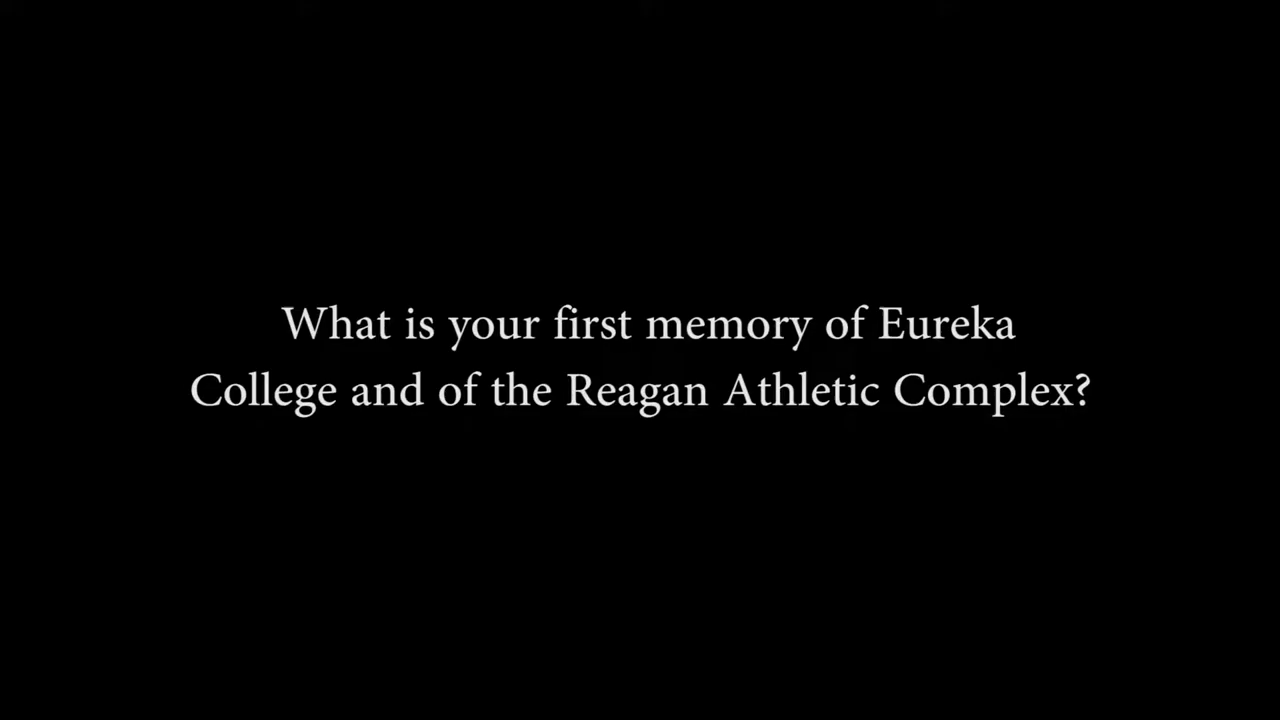 What is your first memory of Eureka
College and of the Reagan Athletic Complex?